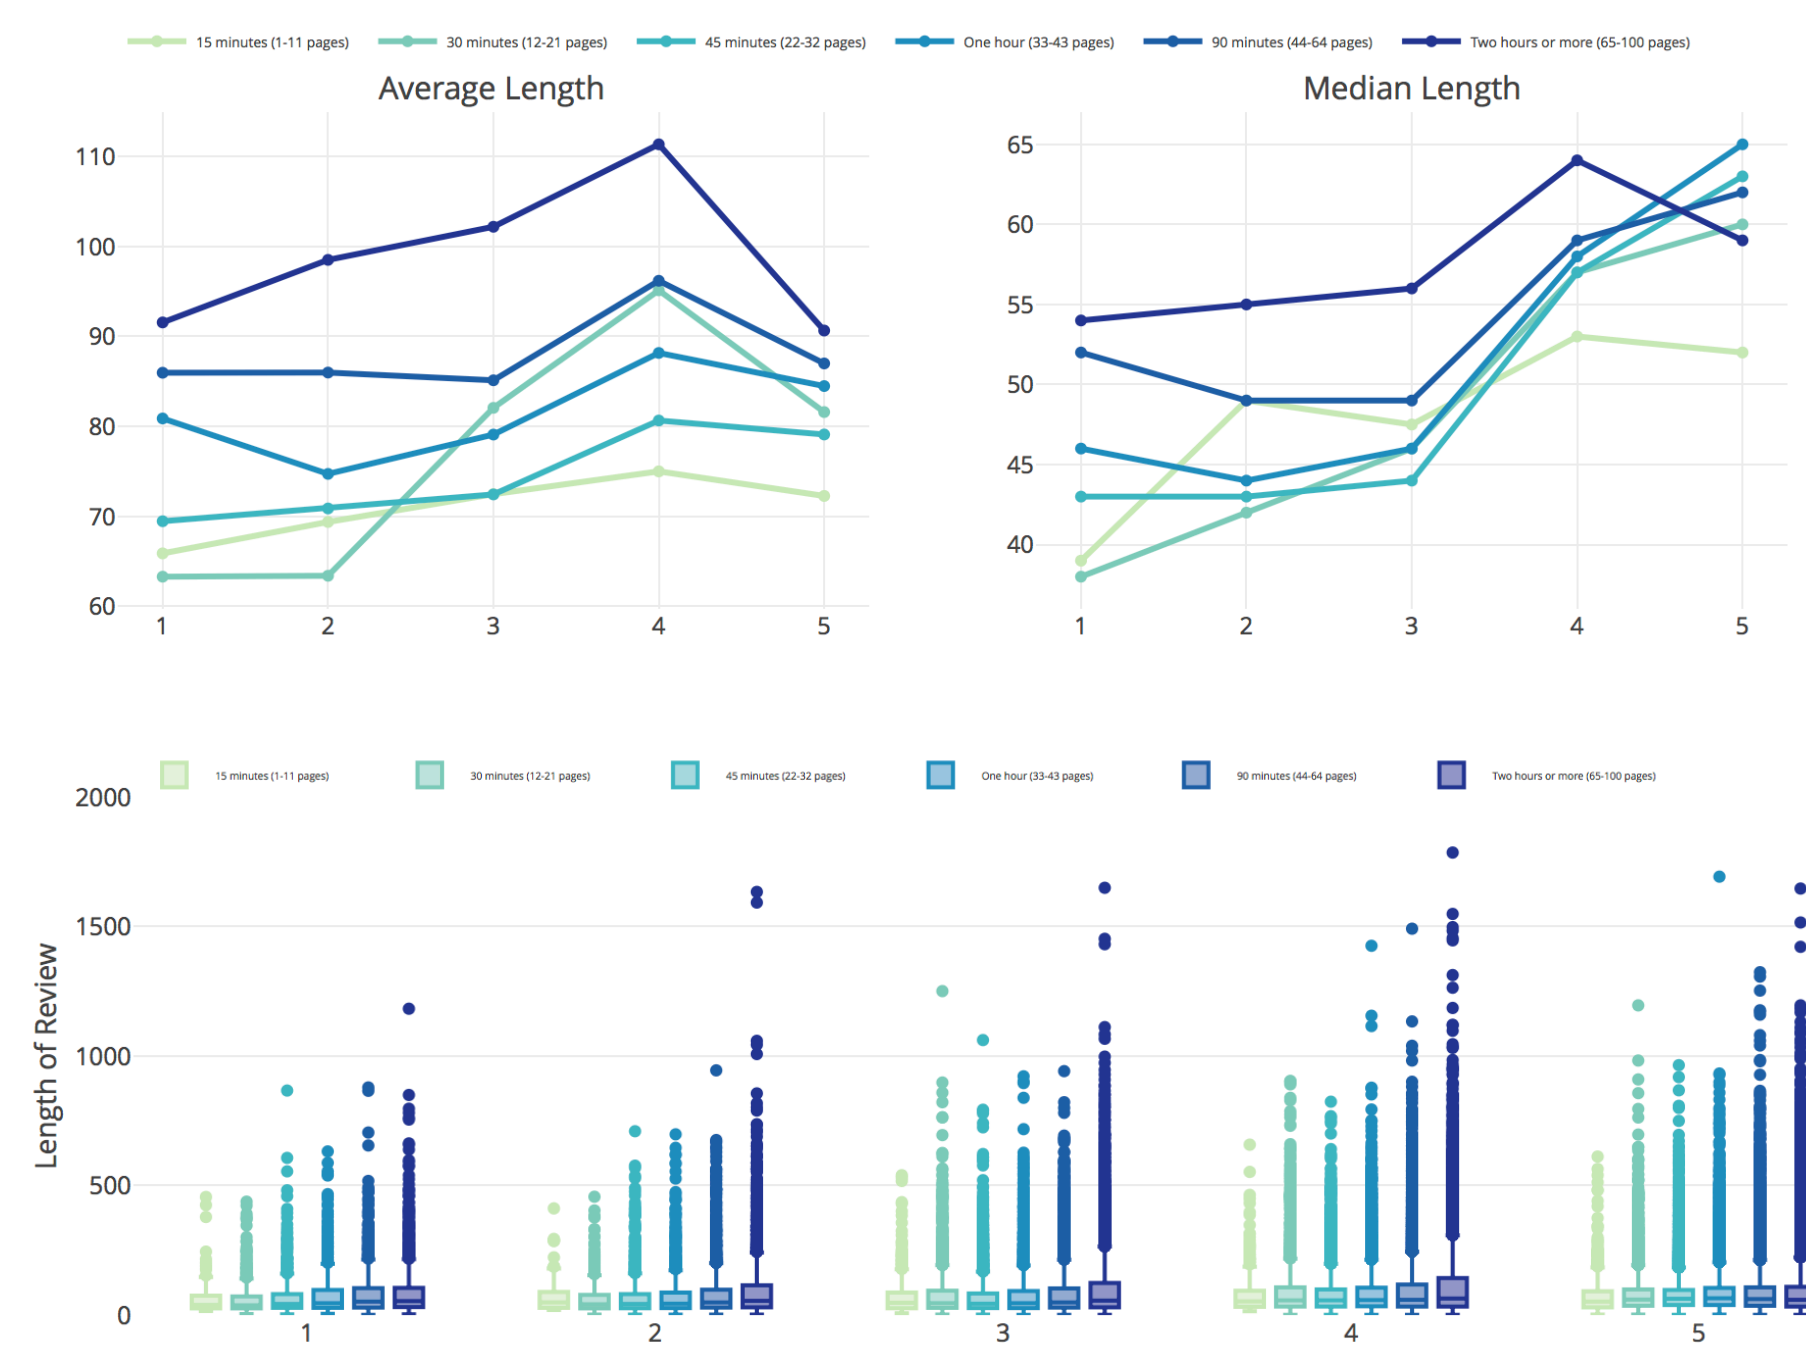 15 minutes (1-11 pages) 30 minutes (12-21 pages) 45 minutes (22-32 pages) One hour (33-43 pages) 90 minutes (44-64 pages) Two hours or more (65-100 pages)
Average Length
110
100
90
80
70
60
1 2 3 4 5
Median Length
65
60
55
50
45
40
1 2 3 4 5
15 minutes (1-11 pages) 30 minutes (12-21 pages) 45 minutes (22-32 pages) One hour (33-43 pages) 90 minutes (44-64 pages) Two hours or more (65-100 pages)
Length of Review
2000
1500
1000
500
0
1 2 3 4 5